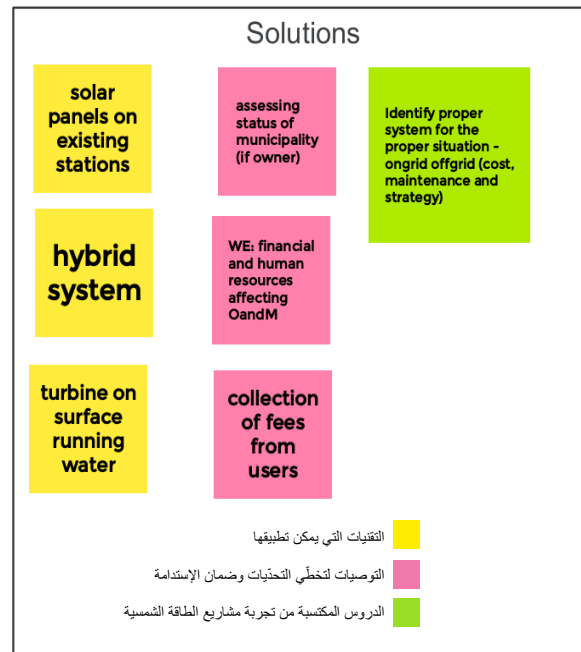 Solutions
solar
panels on
existing
stations
hybrid
system
turbine on
surface
running
water
assessing
status of
municipality
(if owner)
WE: financial
and human
resources
affecting
OandM
collection
of fees
from
users
Identify proper
system for the
proper situation -
ongrid offgrid (cost,
maintenance and
strategy)
التقنيات التي يمكن تطبيقها
التوصيات لتخطّي التحدّيات وضمان الإستدامة
الدروس المكتسبة من تجربة مشاريع الطاقة الشمسية